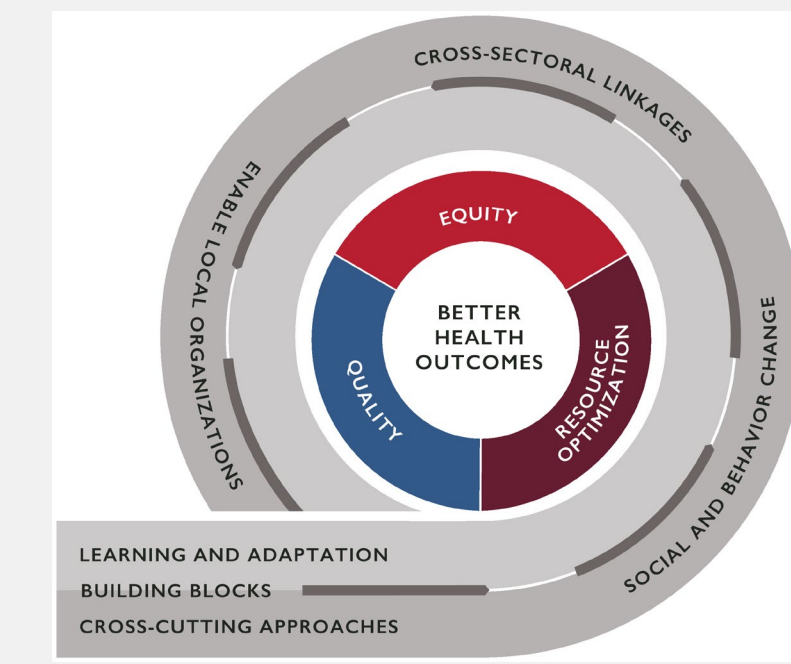 CROSS-SECTORAL LINKAGES
ENABLE LOCAL ORGANIZATIONS
SOCIAL AND BEHAVIOR CHANGE
EQUITY
QUALITY
RESOURCE
OPTIMIZATION
BETTER
HEALTH
OUTCOMES
LEARNING AND ADAPTATION
BUILDING BLOCKS
CROSS-CUTTING APPROACHES